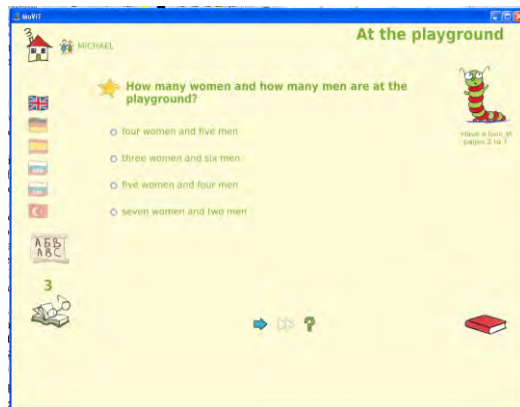 MuViT
At the playground
MICHAEL
How many women and how many men are at the
playground?
four women and five men
three women and six men
five women and four men
seven women and two men
Have a look at
pages 2 to 7
АБВ
ABC
3